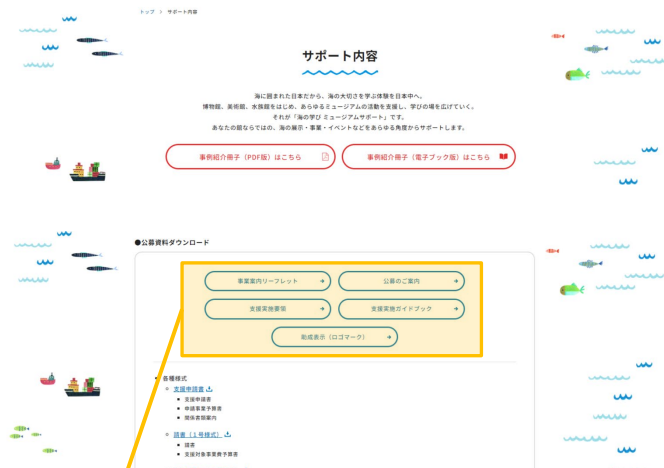 トップ > サポート内容
サポート内容
海に囲まれた日本だから、海の大切さを学ぶ体験を日本中へ。
博物館、美術館、水族館をはじめ、あらゆるミュージアムの活動を支援し、学びの場を広げていく。
それが「海の学び ミュージアムサポート」です。
あなたの館ならではの、海の展示・事業・イベントなどをあらゆる角度からサポートします。
事例紹介冊子（PDF版）はこちら
事例紹介冊子（電子ブック版）はこちら
●公募資料ダウンロード
事業案内リーフレット
公募のご案内
支援実施要領
支援実施ガイドブック
助成表示（ロゴマーク）
各種様式
支援申請書
支援申請書
申請事業予算書
関係書類案内
請書（１号様式）
請書
支援対象事業費予算書